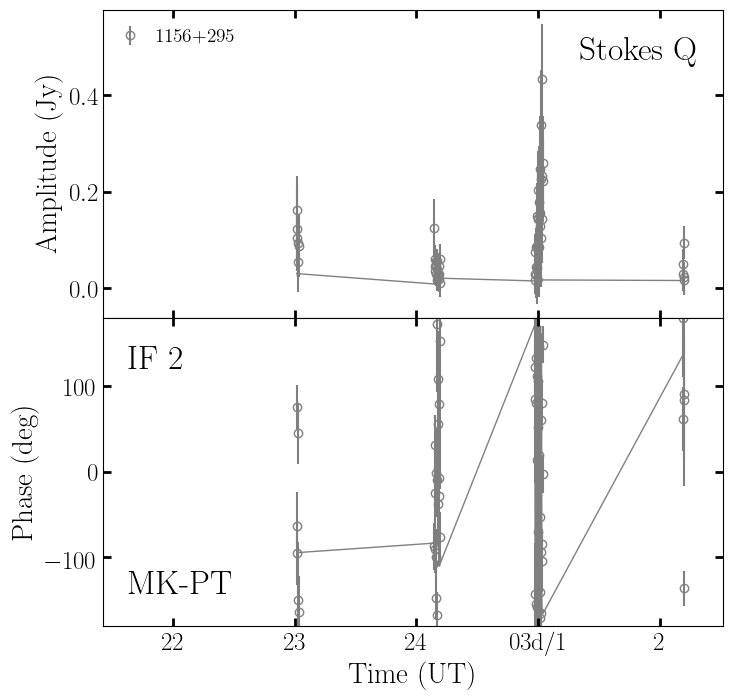 1156+295
Stokes Q
Amplitude (Jy)
0.4
0.2
0.0
IF 2
Phase (deg)
100
0
−100
MK-PT
22 23 24 03d/1 2
Time (UT)